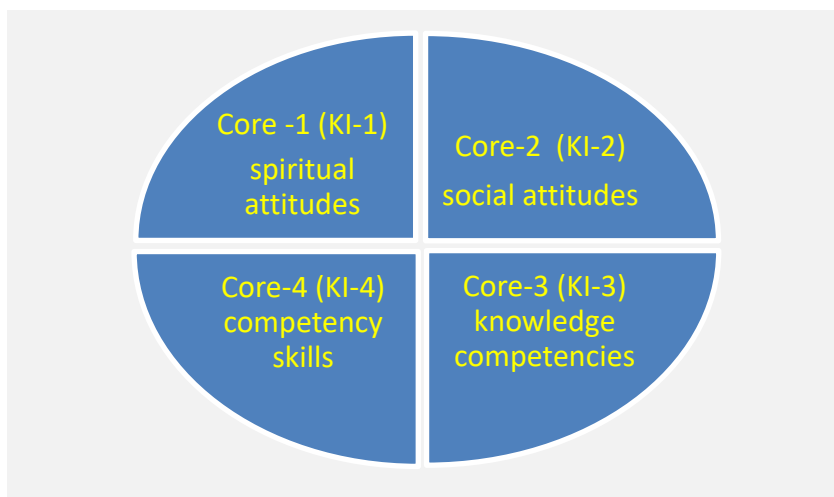 Core -1 (KI-1)
spiritual
attitudes
Core-2 (KI-2)
social attitudes
Core-4 (KI-4)
competency
skills
Core-3 (KI-3)
knowledge
competencies